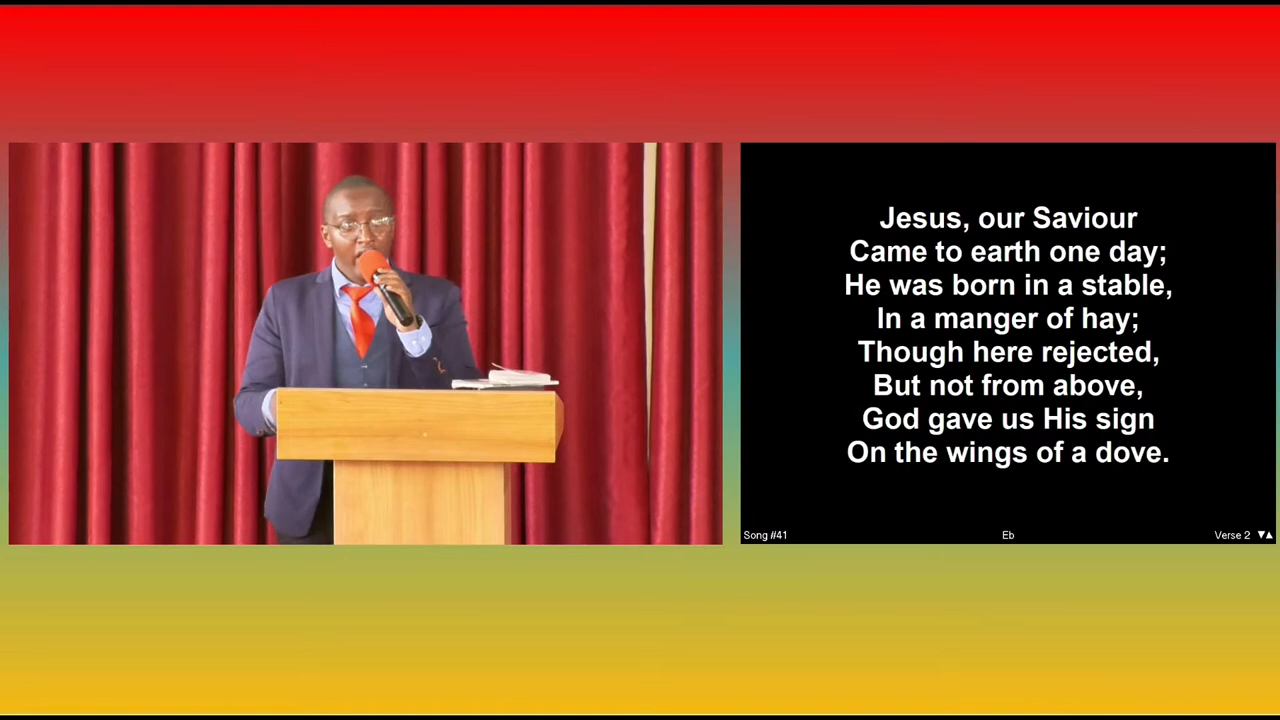 Jesus, our Saviour
Came to earth one day;
He was born in a stable,
In a manger of hay;
Though here rejected,
But not from above,
God gave us His sign
On the wings of a dove.
Song #41
Eb
Verse 2 ▼▲